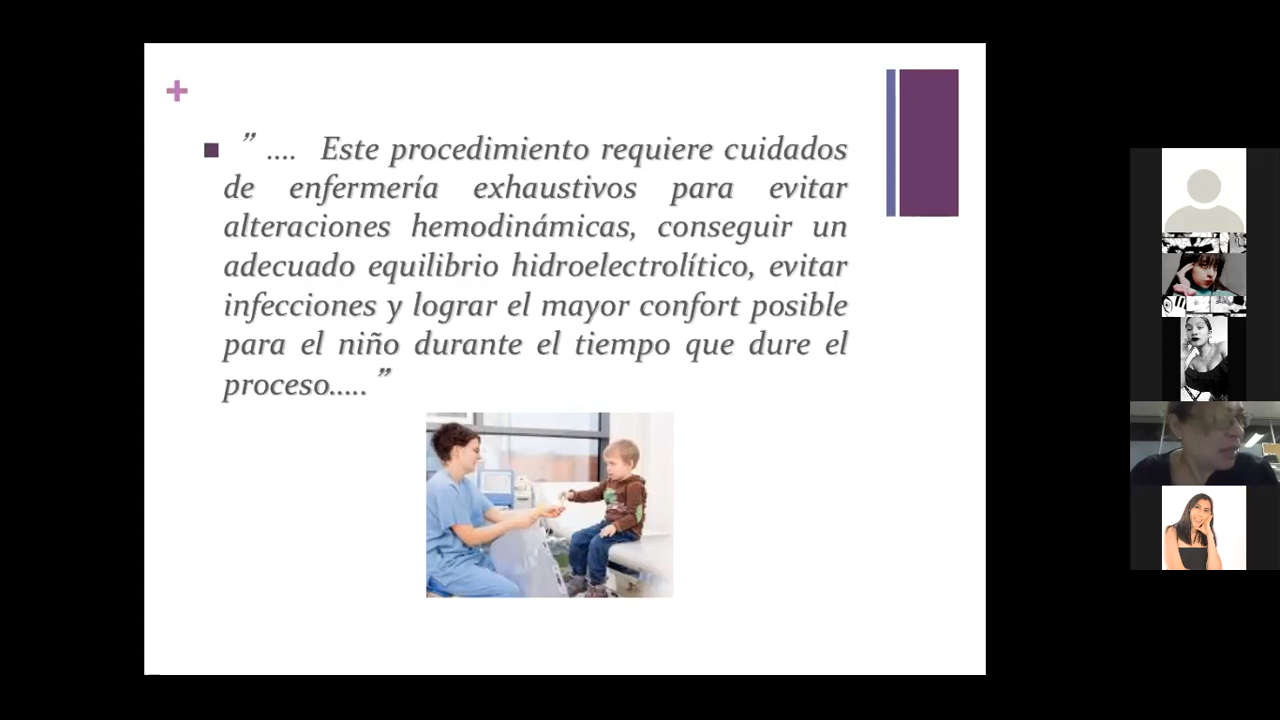 ” .... Este procedimiento requiere cuidados
de enfermería exhaustivos para evitar
alteraciones hemodinámicas, conseguir un
adecuado equilibrio hidroelectrolítico, evitar
infecciones y lograr el mayor confort posible
para el niño durante el tiempo que dure el
proceso..... ”